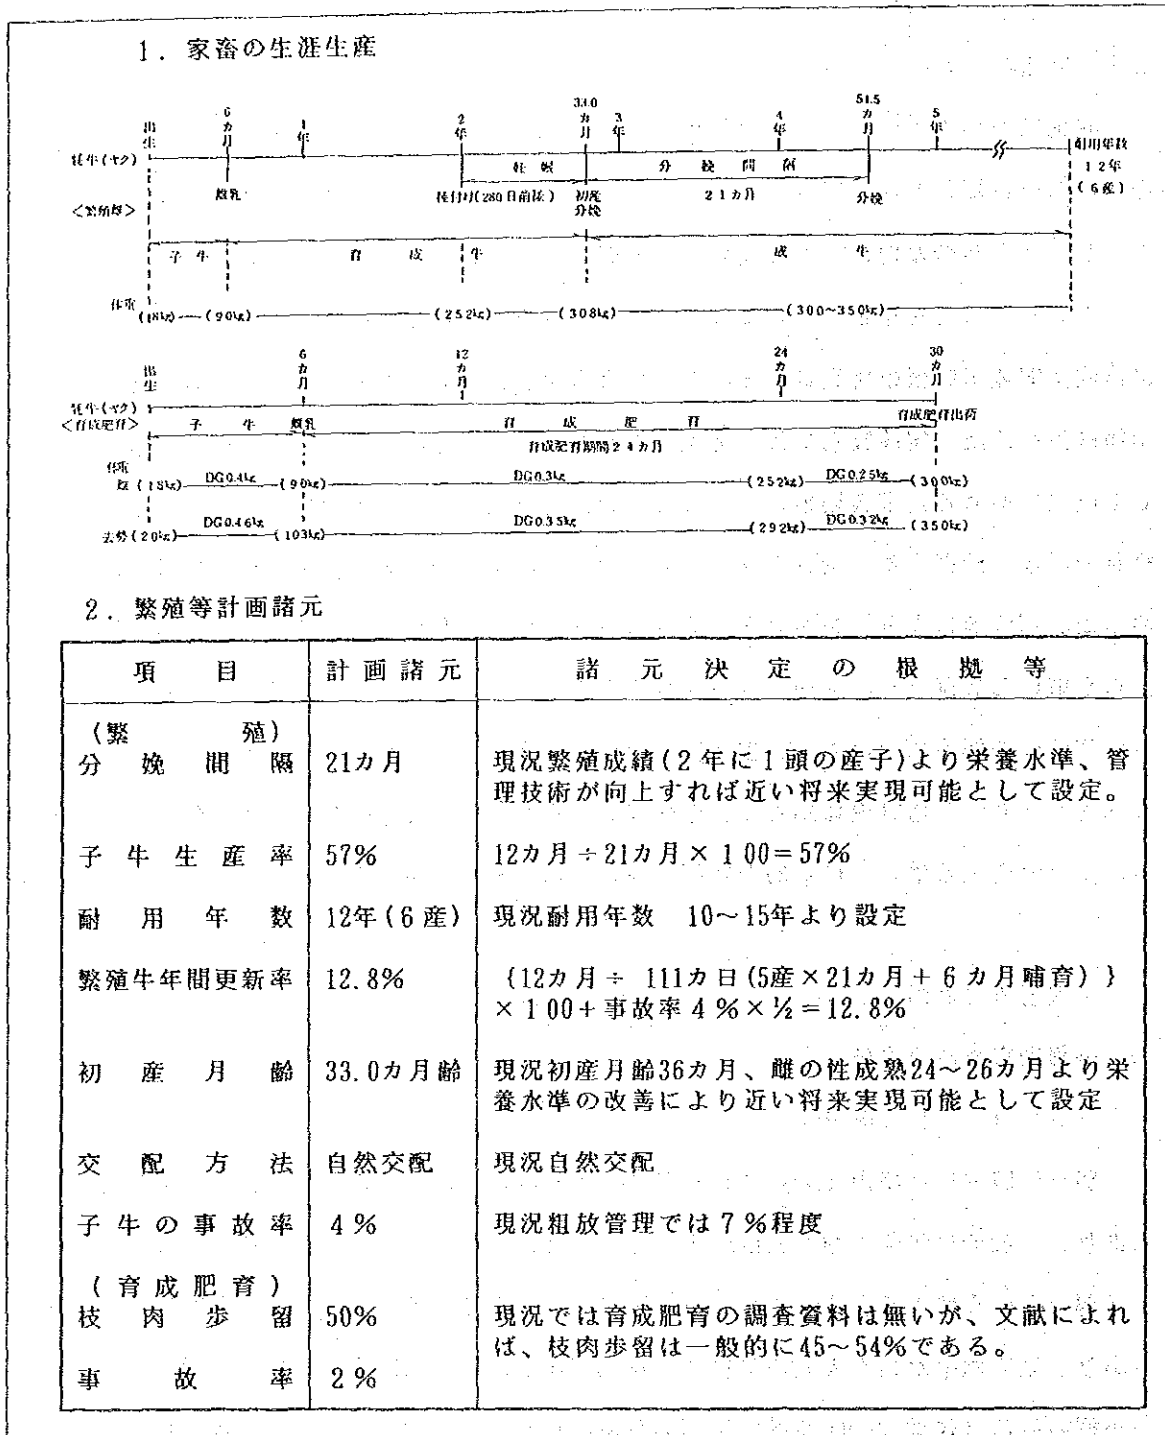 1. 家畜の生涯生産
出生
6カ月
1年
2年
33.0カ月
3年
4年
51.5カ月
5年
耐用年数
12年
(6産)
牦牛(ヤク)
<繁殖雌>
妊娠
分娩間隔
離乳
種付け(280日前後)
初産分娩
21カ月
分娩
子牛
育成牛
成牛
体重
(18kg) (90kg) (252kg) (308kg) (300~350kg)
出生
6カ月
12カ月
24カ月
30カ月
牦牛(ヤク)
<育成肥育>
子牛 離乳 育成肥育 育成肥育出荷
育成肥育期間24カ月
体重
雌(18kg) DG0.4kg (90kg) DG0.3kg (252kg) DG0.25kg (300kg)
去勢(20kg) DG0.46kg (103kg) DG0.35kg (292kg) DG0.32kg (350kg)
2. 繁殖等計画諸元
項目 計画諸元 諸元決定の根拠等
(繁殖)
分娩間隔 21カ月 現況繁殖成績(2年に1頭の産子)より栄養水準、管
理技術が向上すれば近い将来実現可能として設定。
子牛生産率 57% 12カ月÷21カ月×100=57%
耐用年数 12年(6産) 現況耐用年数 10~15年より設定
繁殖牛年間更新率 12.8% {12カ月÷ 111カ日(5産×21カ月+6カ月哺育)}
×100+事故率4%×½=12.8%
初産月齢 33.0カ月齢 現況初産月齢36カ月、雌の性成熟24~26カ月より栄
養水準の改善により近い将来実現可能として設定
交配方法 自然交配 現況自然交配
子牛の事故率 4% 現況粗放管理では7%程度
(育成肥育)
枝肉歩留 50% 現況では育成肥育の調査資料は無いが、文献によれ
ば、枝肉歩留は一般的に45~54%である。
事故率 2%